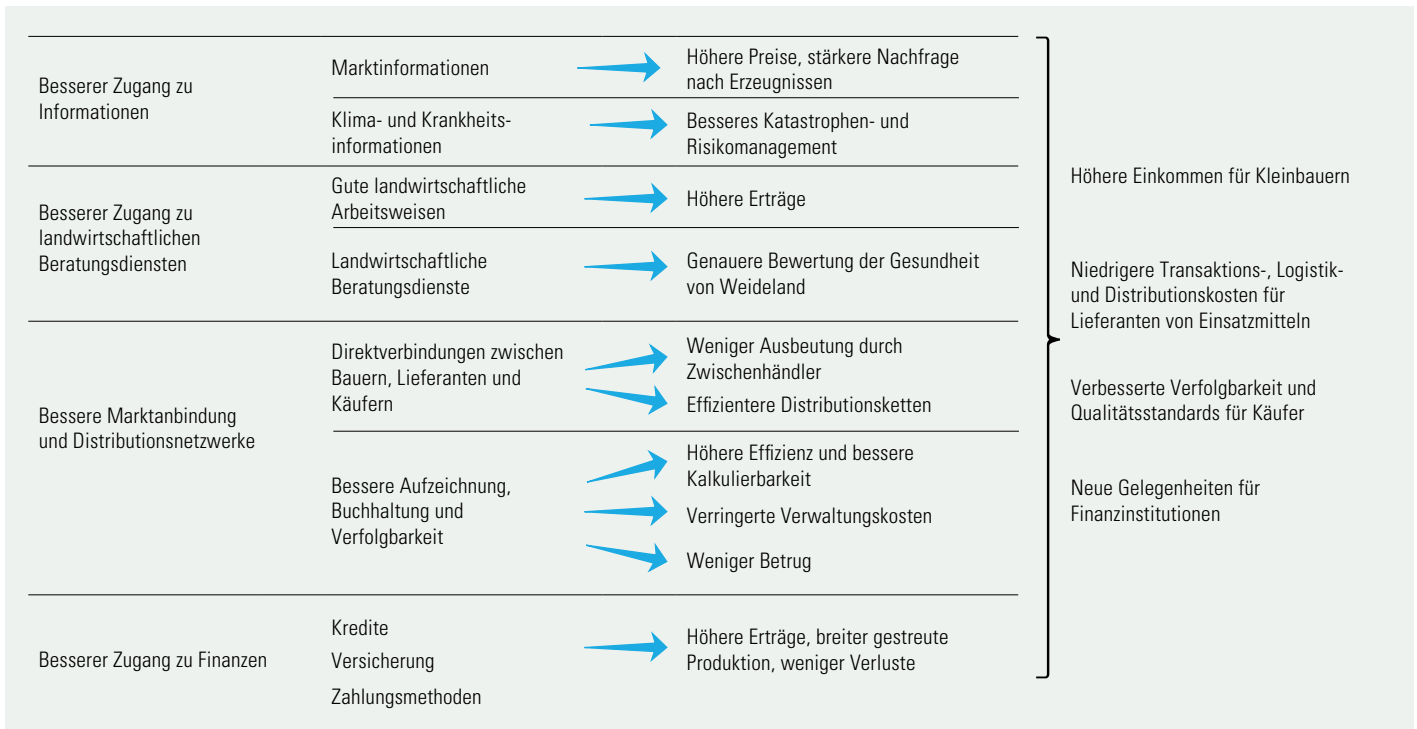 Besserer Zugang zu
Informationen
Marktinformationen
Höhere Preise, stärkere Nachfrage
nach Erzeugnissen
Klima- und Krankheits-
informationen
Besseres Katastrophen- und
Risikomanagement
Besserer Zugang zu
landwirtschaftlichen
Beratungsdiensten
Gute landwirtschaftliche
Arbeitsweisen
Höhere Erträge
Landwirtschaftliche
Beratungsdienste
Genauere Bewertung der Gesundheit
von Weideland
Bessere Marktanbindung
und Distributionsnetzwerke
Direktverbindungen zwischen
Bauern, Lieferanten und
Käufern
Weniger Ausbeutung durch
Zwischenhändler
Effizientere Distributionsketten
Bessere Aufzeichnung,
Buchhaltung und
Verfolgbarkeit
Höhere Effizienz und bessere
Kalkulierbarkeit
Verringerte Verwaltungskosten
Weniger Betrug
Besserer Zugang zu Finanzen
Kredite
Versicherung
Zahlungsmethoden
Höhere Erträge, breiter gestreute
Produktion, weniger Verluste
Höhere Einkommen für Kleinbauern
Niedrigere Transaktions-, Logistik-
und Distributionskosten für
Lieferanten von Einsatzmitteln
Verbesserte Verfolgbarkeit und
Qualitätsstandards für Käufer
Neue Gelegenheiten für
Finanzinstitutionen